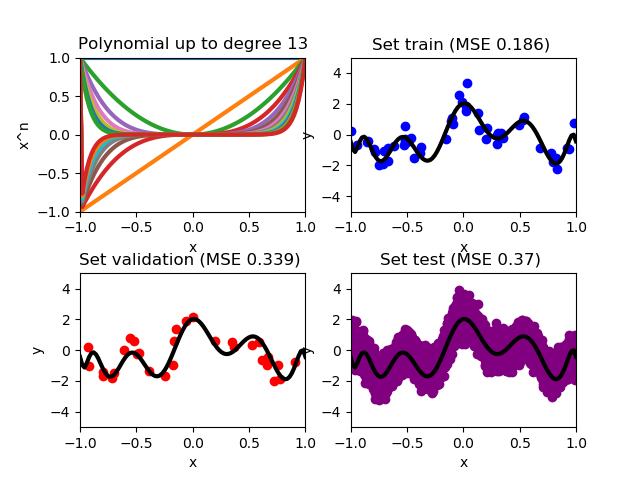 Polynomial up to degree 13
1.0
0.5
0.0
−0.5
−1.0
x^n
−1.0 −0.5 0.0 0.5 1.0
x
Set train (MSE 0.186)
4
2
0
−2
−4
y
−1.0 −0.5 0.0 0.5 1.0
x
Set validation (MSE 0.339)
4
2
0
−2
−4
y
−1.0 −0.5 0.0 0.5 1.0
x
Set test (MSE 0.37)
4
2
0
−2
−4
y
−1.0 −0.5 0.0 0.5 1.0
x